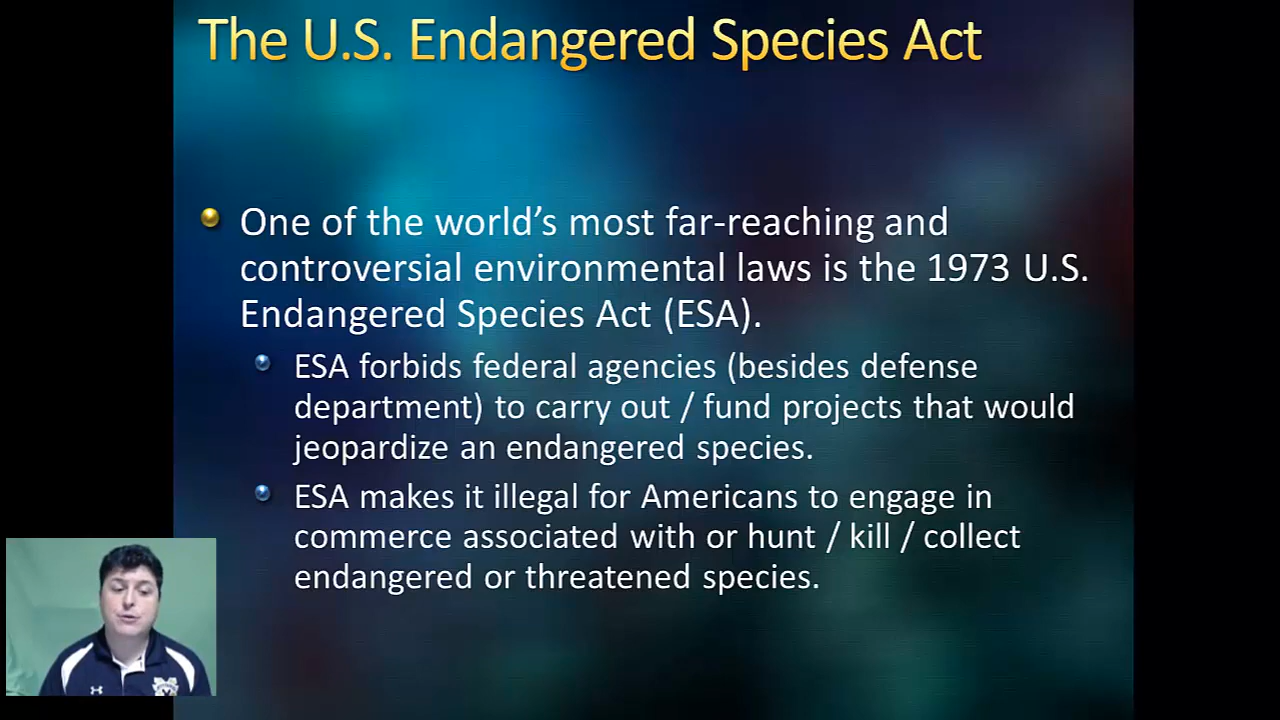 The U.S. Endangered Species Act
One of the world’s most far-reaching and
controversial environmental laws is the 1973 U.S.
Endangered Species Act (ESA).
ESA forbids federal agencies (besides defense
department) to carry out / fund projects that would
jeopardize an endangered species.
ESA makes it illegal for Americans to engage in
commerce associated with or hunt / kill / collect
endangered or threatened species.